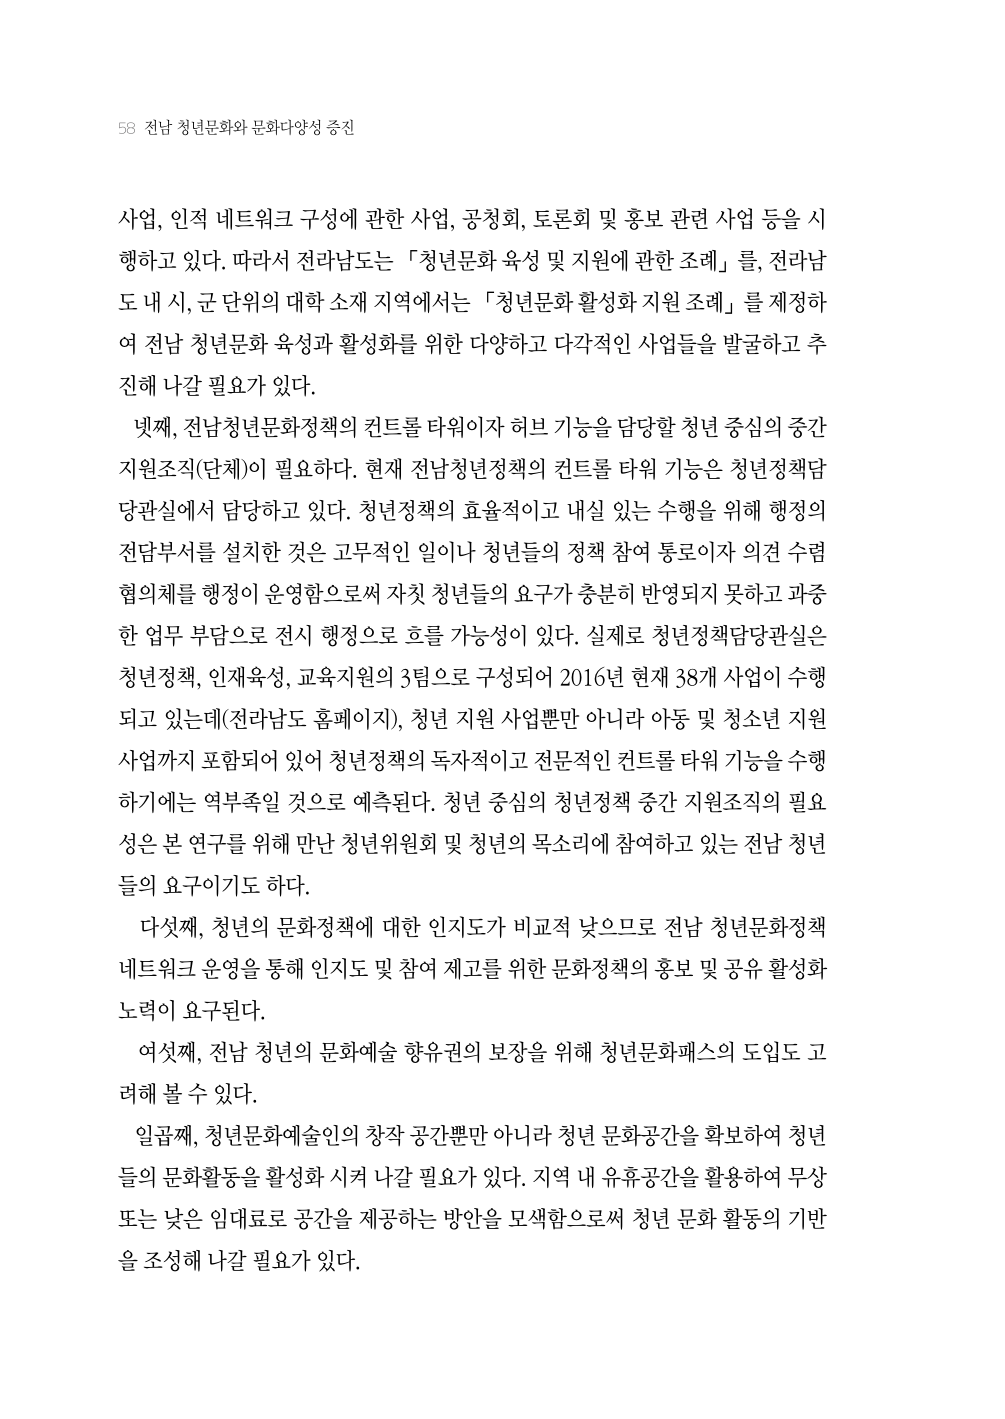 58 전남 청년문화와 문화다양성 증진
사업, 인적 네트워크 구성에 관한 사업, 공청회, 토론회 및 홍보 관련 사업 등을 시
행하고 있다. 따라서 전라남도는 「청년문화 육성 및 지원에 관한 조례」를, 전라남
도 내 시, 군 단위의 대학 소재 지역에서는 「청년문화 활성화 지원 조례」를 제정하
여 전남 청년문화 육성과 활성화를 위한 다양하고 다각적인 사업들을 발굴하고 추
진해 나갈 필요가 있다.
넷째, 전남청년문화정책의 컨트롤 타워이자 허브 기능을 담당할 청년 중심의 중간
지원조직(단체)이 필요하다. 현재 전남청년정책의 컨트롤 타워 기능은 청년정책담
당관실에서 담당하고 있다. 청년정책의 효율적이고 내실 있는 수행을 위해 행정의
전담부서를 설치한 것은 고무적인 일이나 청년들의 정책 참여 통로이자 의견 수렴
협의체를 행정이 운영함으로써 자칫 청년들의 요구가 충분히 반영되지 못하고 과중
한 업무 부담으로 전시 행정으로 흐를 가능성이 있다. 실제로 청년정책담당관실은
청년정책, 인재육성, 교육지원의 3팀으로 구성되어 2016년 현재 38개 사업이 수행
되고 있는데(전라남도 홈페이지), 청년 지원 사업뿐만 아니라 아동 및 청소년 지원
사업까지 포함되어 있어 청년정책의 독자적이고 전문적인 컨트롤 타워 기능을 수행
하기에는 역부족일 것으로 예측된다. 청년 중심의 청년정책 중간 지원조직의 필요
성은 본 연구를 위해 만난 청년위원회 및 청년의 목소리에 참여하고 있는 전남 청년
들의 요구이기도 하다.
다섯째, 청년의 문화정책에 대한 인지도가 비교적 낮으므로 전남 청년문화정책
네트워크 운영을 통해 인지도 및 참여 제고를 위한 문화정책의 홍보 및 공유 활성화
노력이 요구된다.
여섯째, 전남 청년의 문화예술 향유권의 보장을 위해 청년문화패스의 도입도 고
려해 볼 수 있다.
일곱째, 청년문화예술인의 창작 공간뿐만 아니라 청년 문화공간을 확보하여 청년
들의 문화활동을 활성화 시켜 나갈 필요가 있다. 지역 내 유휴공간을 활용하여 무상
또는 낮은 임대료로 공간을 제공하는 방안을 모색함으로써 청년 문화 활동의 기반
을 조성해 나갈 필요가 있다.